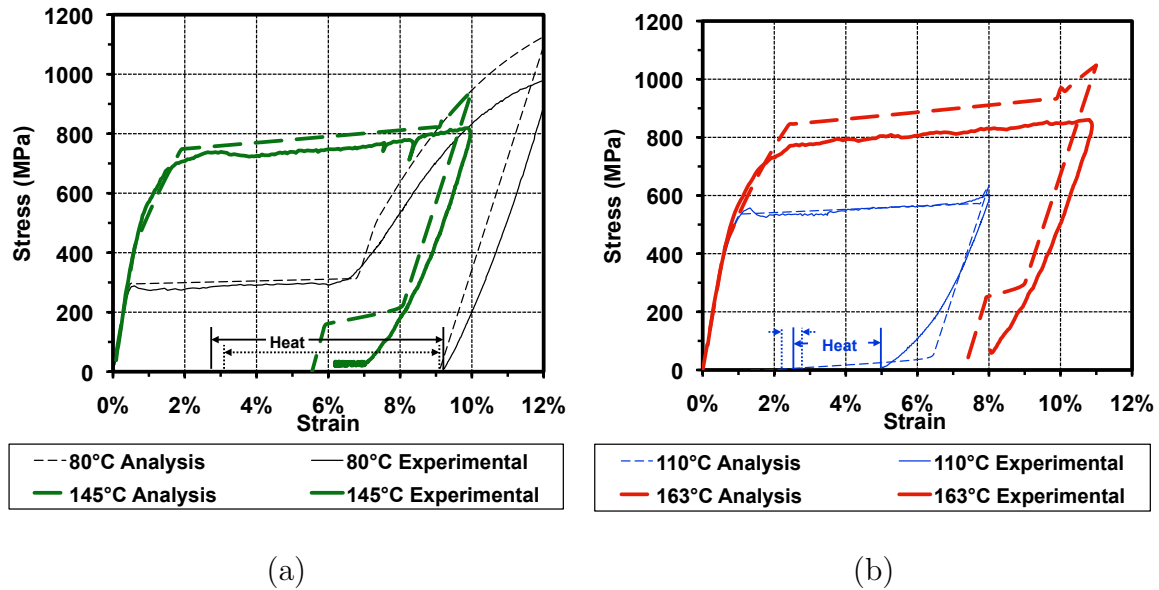 1200
1000
800
600
400
200
0
Stress (MPa)
Heat
0% 2% 4% 6% 8% 10% 12%
Strain
80°C Analysis 80°C Experimental
145°C Analysis 145°C Experimental
(a)
1200
1000
800
600
400
200
0
Stress (MPa)
Heat
0% 2% 4% 6% 8% 10% 12%
Strain
110°C Analysis 110°C Experimental
163°C Analysis 163°C Experimental
(b)